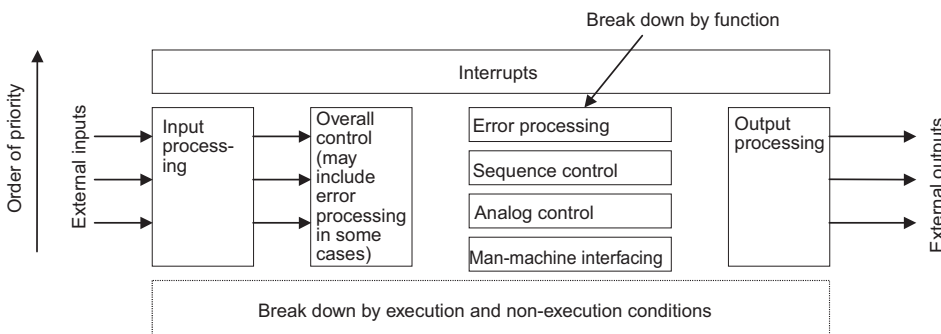 Break down by function
Interrupts
Order of priority
External inputs
Input
process-
ing
Overall
control
(may
include
error
processing
in some
cases)
Error processing
Sequence control
Analog control
Man-machine interfacing
Output
processing
External outputs
Break down by execution and non-execution conditions